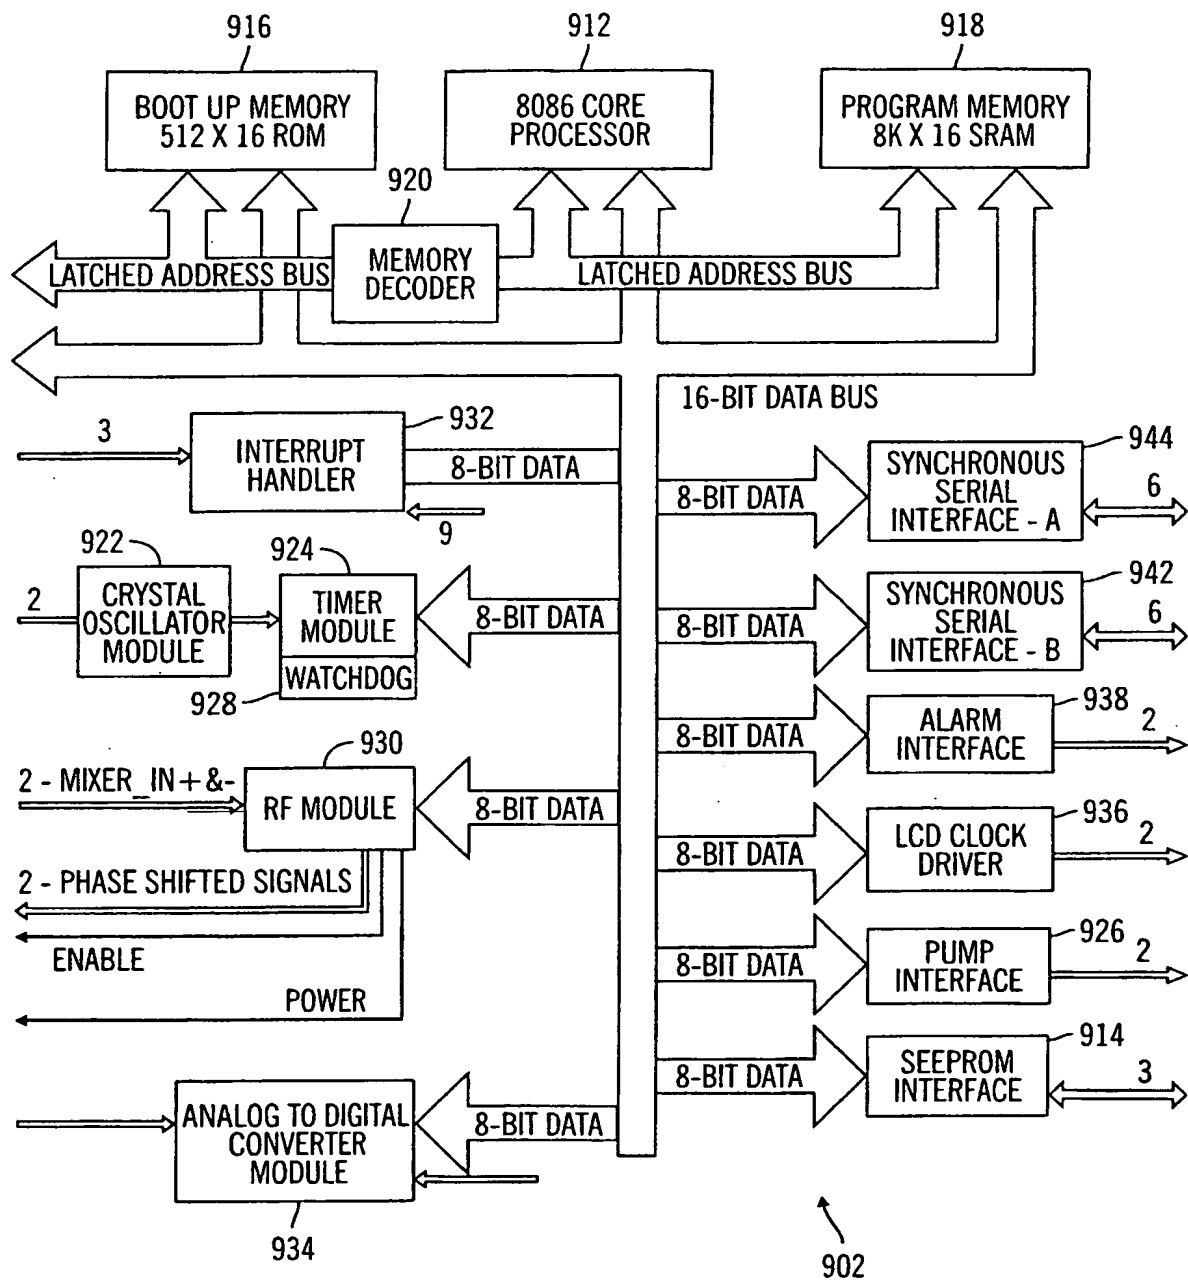 916
912
918
BOOT UP MEMORY
512 X 16 ROM
8086 CORE
PROCESSOR
PROGRAM MEMORY
8K X 16 SRAM
920
MEMORY
DECODER
LATCHED ADDRESS BUS
LATCHED ADDRESS BUS
16-BIT DATA BUS
3
932
INTERRUPT
HANDLER
8-BIT DATA
9
944
SYNCHRONOUS
SERIAL
INTERFACE - A
8-BIT DATA
6
922
924
2
CRYSTAL
OSCILLATOR
MODULE
TIMER
MODULE
WATCHDOG
928
8-BIT DATA
942
8-BIT DATA
SYNCHRONOUS
SERIAL
INTERFACE - B
6
938
8-BIT DATA
ALARM
INTERFACE
2
930
2 - MIXER_IN + &-
RF MODULE
8-BIT DATA
2 - PHASE SHIFTED SIGNALS
ENABLE
POWER
936
8-BIT DATA
LCD CLOCK
DRIVER
2
926
8-BIT DATA
PUMP
INTERFACE
2
914
8-BIT DATA
SEEPROM
INTERFACE
3
ANALOG TO DIGITAL
CONVERTER
MODULE
8-BIT DATA
934
902